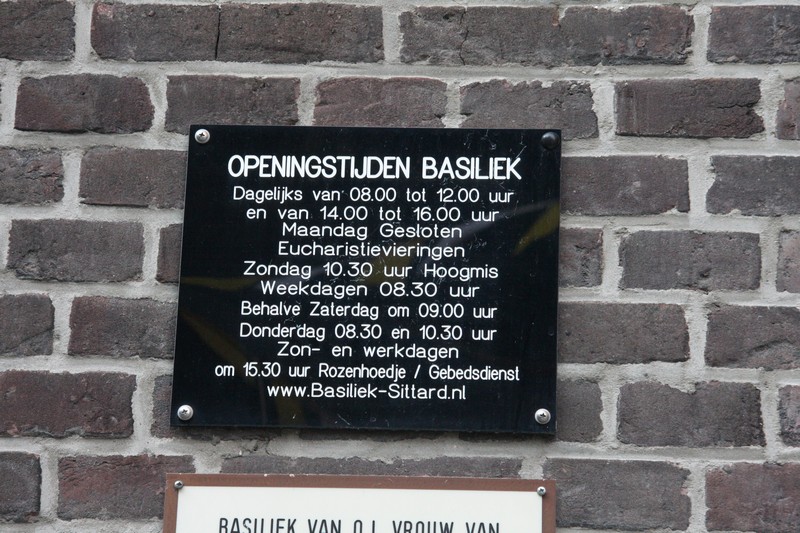 OPENINGSTIJDEN BASILIEK
Dagelijks van 08.00 tot 12.00 uur
en van 14.00 tot 16.00 uur
Maandag Gesloten
Eucharistievieringen
Zondag 10.30 uur Hoogmis
Weekdagen 08.30 uur
Behalve Zaterdag om 09.00 uur
Donderdag 08.30 en 10.30 uur
Zon- en werkdagen
om 15.30 uur Rozenhoedje / Gebedsdienst
www.Basiliek-Sittard.nl
BASILIEK VAN O.L. VROUW VAN